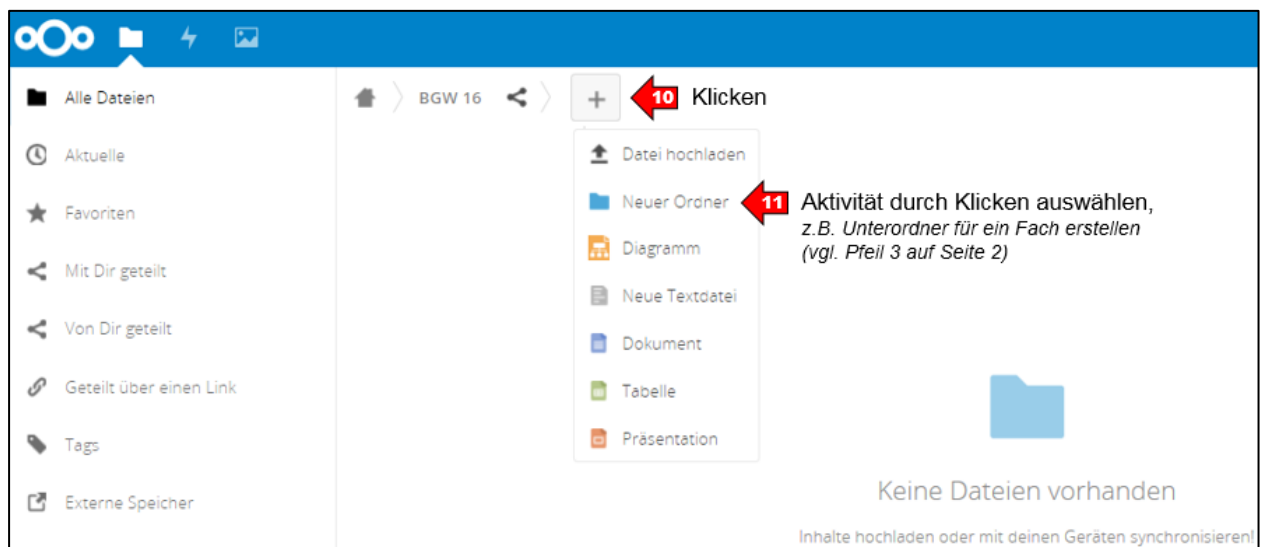 Alle Dateien
Aktuelle
Favoriten
Mit Dir geteilt
Von Dir geteilt
Geteilt über einen Link
Tags
Externe Speicher
BGW 16
10 Klicken
Datei hochladen
Neuer Ordner
Diagramm
Neue Textdatei
Dokument
Tabelle
Präsentation
11 Aktivität durch Klicken auswählen,
z.B. Unterordner für ein Fach erstellen
(vgl. Pfeil 3 auf Seite 2)
Keine Dateien vorhanden
Inhalte hochladen oder mit deinen Geräten synchronisieren!